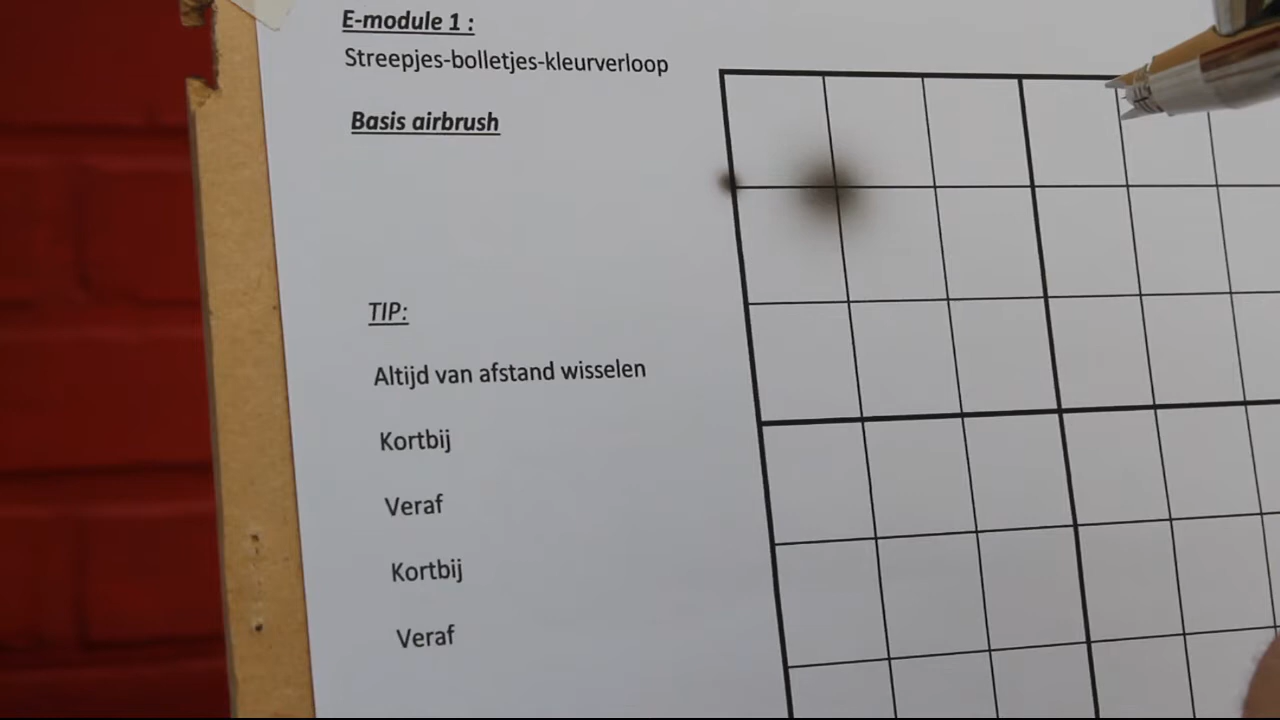 E-module 1 :
Streepjes-bolletjes-kleurverloop
Basis airbrush
TIP:
Altijd van afstand wisselen
Kortbij
Veraf
Kortbij
Veraf